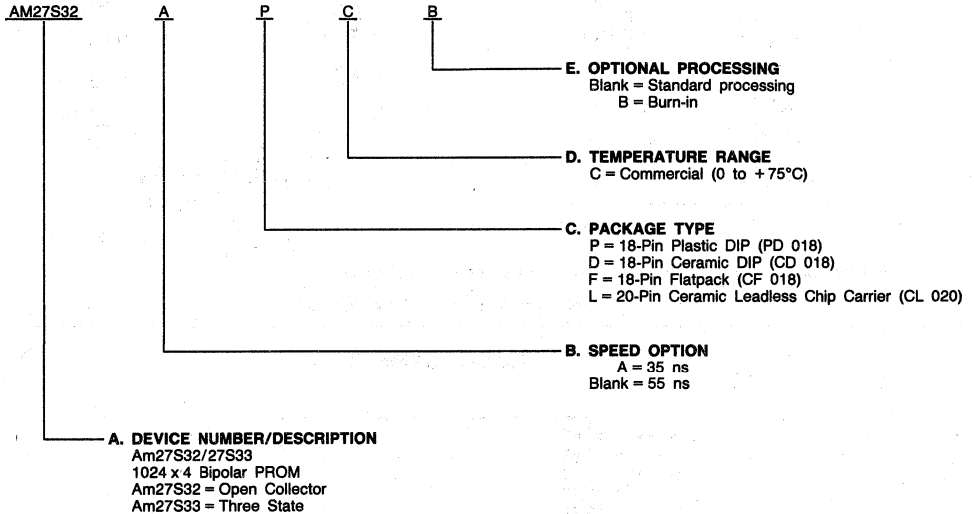 AM27S32 A P C B
E. OPTIONAL PROCESSING
Blank = Standard processing
B = Burn-in
D. TEMPERATURE RANGE
C = Commercial (0 to +75°C)
C. PACKAGE TYPE
P = 18-Pin Plastic DIP (PD 018)
D = 18-Pin Ceramic DIP (CD 018)
F = 18-Pin Flatpack (CF 018)
L = 20-Pin Ceramic Leadless Chip Carrier (CL 020)
B. SPEED OPTION
A = 35 ns
Blank = 55 ns
A. DEVICE NUMBER/DESCRIPTION
Am27S32/27S33
1024 x 4 Bipolar PROM
Am27S32 = Open Collector
Am27S33 = Three State